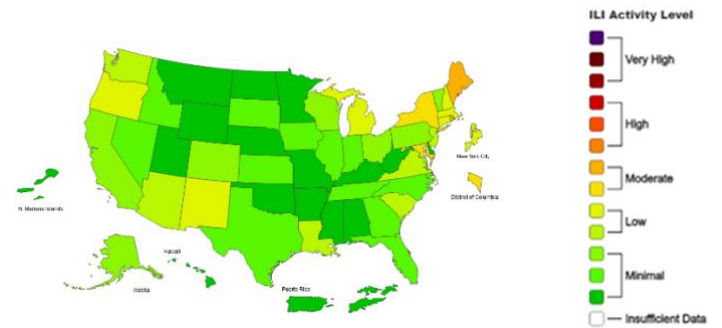 ILI Activity Level
Very High
High
Moderate
Low
Minimal
Insufficient Data
New York City
District of Columbia
N. Mariana Islands
Hawaii
Alaska
Puerto Rico